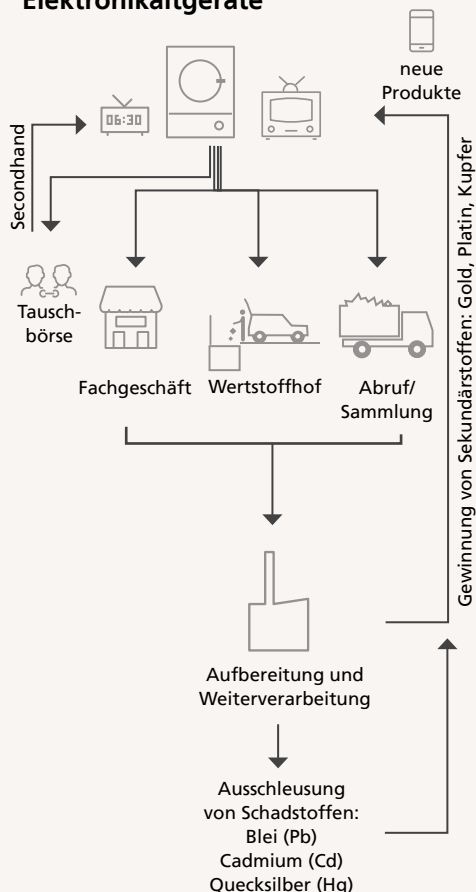 Elektronikaltgeräte
neue
Produkte
06:30
Secondhand
Tausch-
börse
Fachgeschäft
Wertstoffhof
Abruf/
Sammlung
Gewinnung von Sekundärstoffen: Gold, Platin, Kupfer
Aufbereitung und
Weiterverarbeitung
Ausschleusung
von Schadstoffen:
Blei (Pb)
Cadmium (Cd)
Quecksilber (Hg)